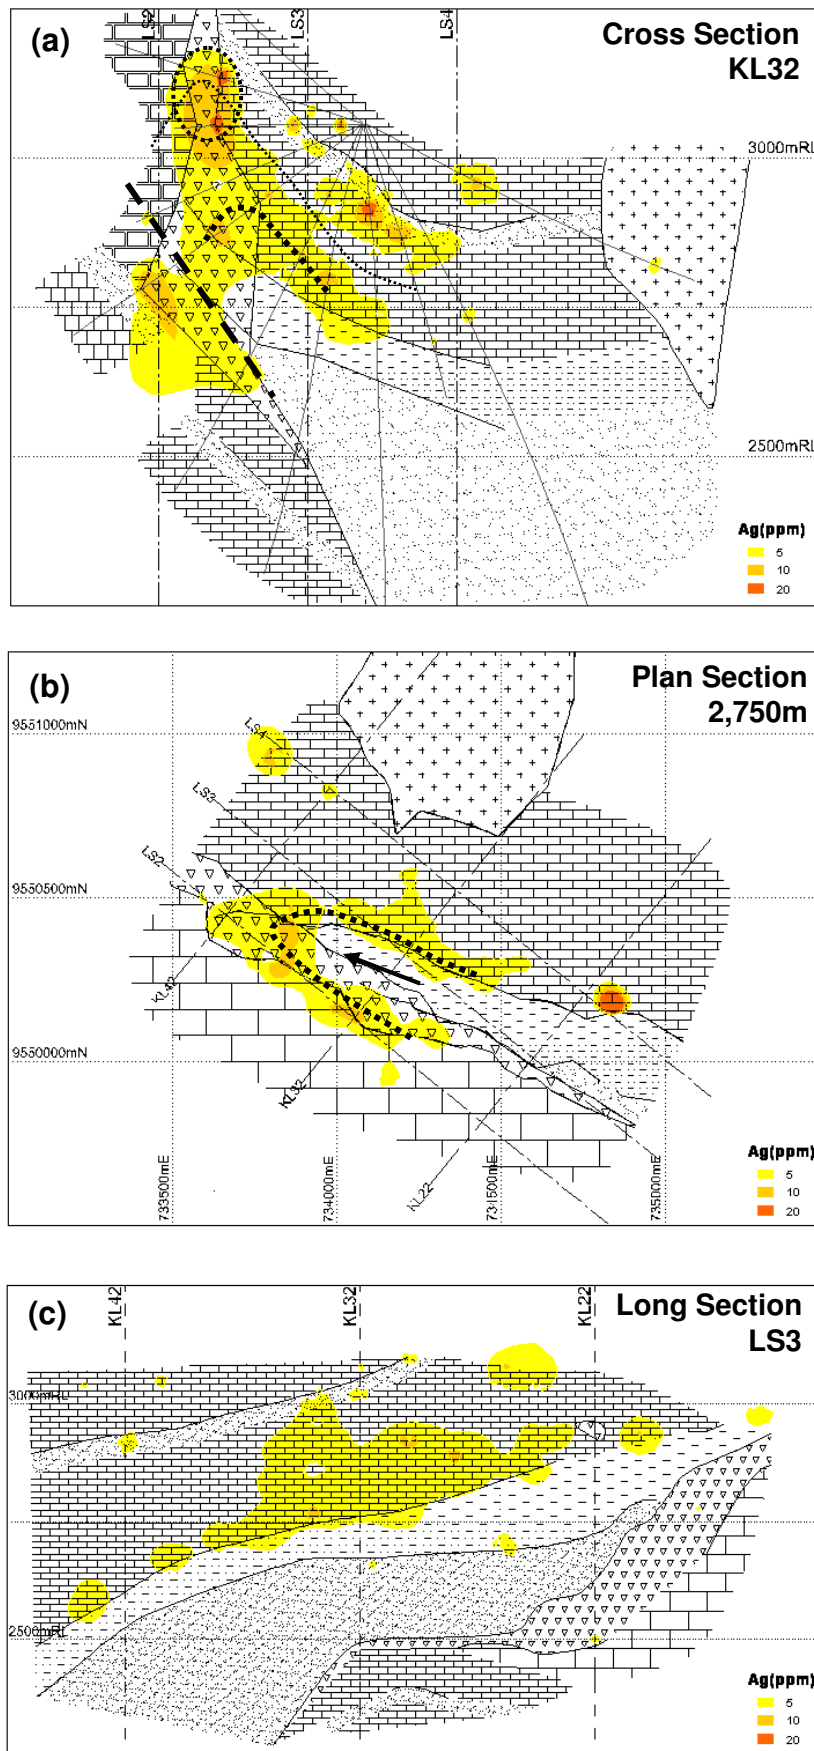 (a)
LS2
LS3
LS4
Cross Section
KL32
3000mRL
2500mRL
Ag(ppm)
5
10
20
(b)
Plan Section
2,750m
9551000mN
LS4
LS3
LS2
9550500mN
KL42
9550000mN
KL32
KL22
733500mE
734000mE
734500mE
735000mE
Ag(ppm)
5
10
20
(c)
KL42
KL32
KL22
Long Section
LS3
3000mRL
2500mRL
Ag(ppm)
5
10
20